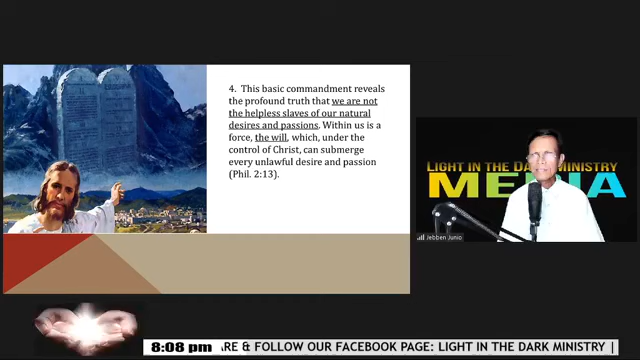 4. This basic commandment reveals
the profound truth that we are not
the helpless slaves of our natural
desires and passions. Within us is a
force, the will, which, under the
control of Christ, can submerge
every unlawful desire and passion
(Phil. 2:13).
LIGHT IN THE DARK MINISTRY
MEDIA
Jebben Junio
8:08 pm
RE & FOLLOW OUR FACEBOOK PAGE: LIGHT IN THE DARK MINISTRY |